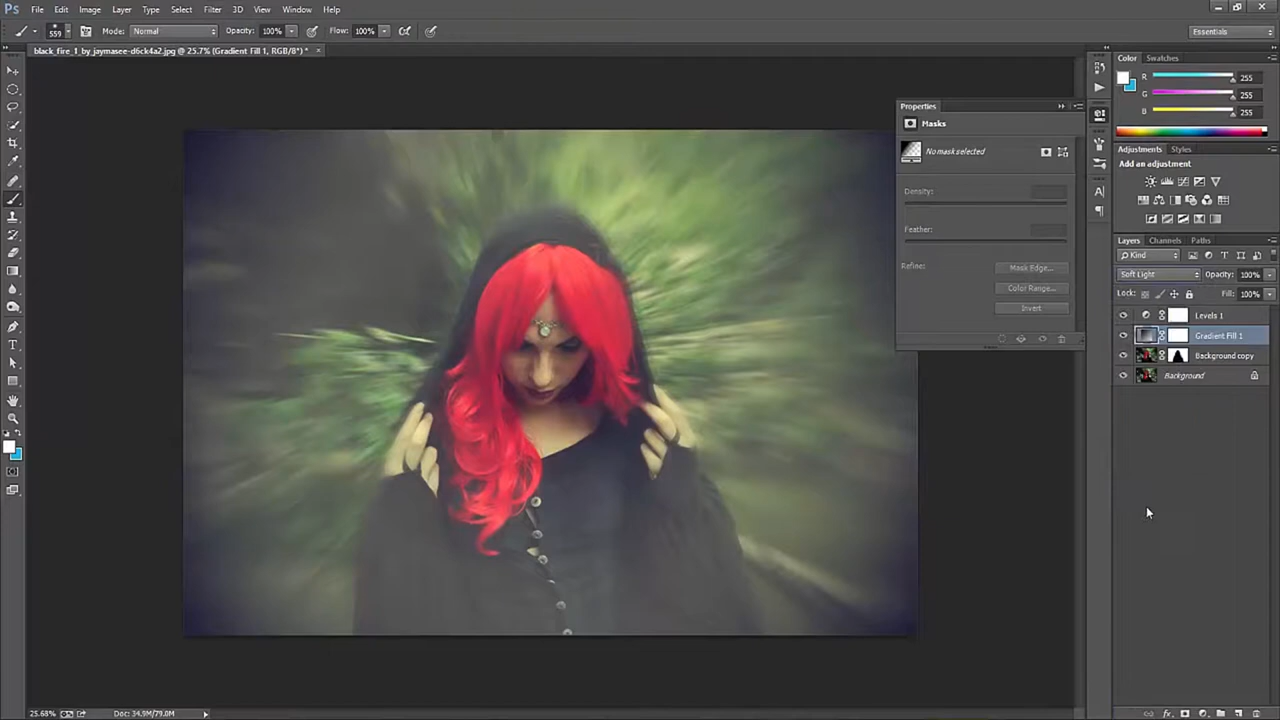 Ps File Edit Image Layer Type Select Filter 3D View Window Help
559 Mode: Normal Opacity: 100% Flow: 100% Essentials
black_fire_1_by_jaymasee-d6ck4a2.jpg @ 25.7% (Gradient Fill 1, RGB/8*) * ×
Color Swatches
R 255
G 255
B 255
Properties
Masks
No mask selected
Density:
Feather:
Refine: Mask Edge...
Color Range...
Invert
Adjustments Styles
Add an adjustment
Layers Channels Paths
Kind
Soft Light Opacity: 100%
Lock: Fill: 100%
Levels 1
Gradient Fill 1
Background copy
Background
25.68% Doc: 34.9M/79.0M